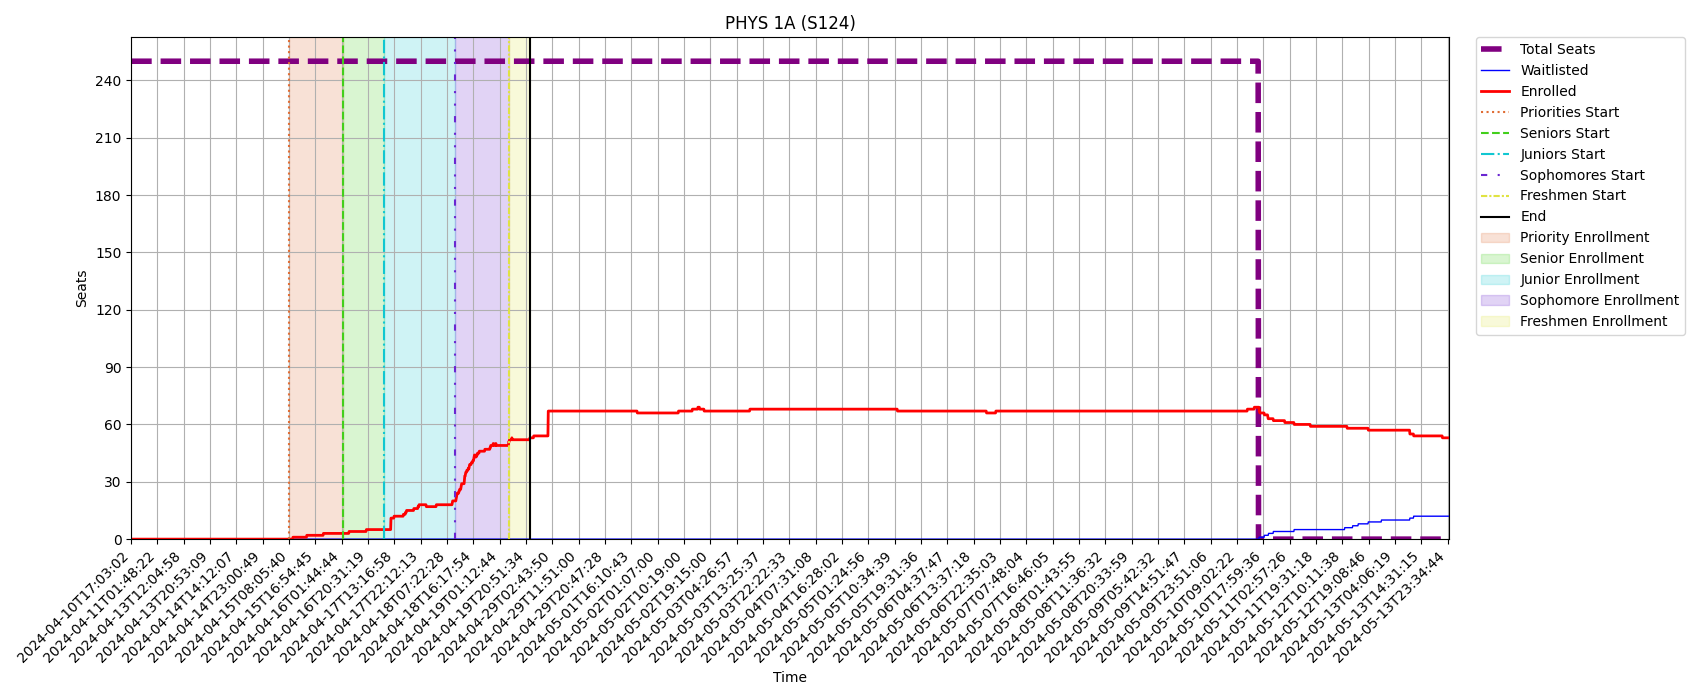 PHYS 1A (S124)
Seats
240
210
180
150
120
90
60
30
0
2024-04-10T17:03:02
2024-04-11T01:48:22
2024-04-13T12:04:58
2024-04-13T20:53:09
2024-04-14T14:12:07
2024-04-14T23:00:49
2024-04-15T08:05:40
2024-04-15T16:54:45
2024-04-16T01:44:44
2024-04-16T20:31:19
2024-04-17T13:16:58
2024-04-17T22:12:13
2024-04-18T07:22:28
2024-04-18T16:17:54
2024-04-19T01:12:44
2024-04-20T20:51:34
2024-04-29T02:43:50
2024-04-29T11:51:00
2024-04-29T20:47:28
2024-05-01T16:10:43
2024-05-02T01:07:00
2024-05-02T10:19:00
2024-05-02T19:15:00
2024-05-03T04:26:57
2024-05-03T13:25:37
2024-05-03T22:22:33
2024-05-04T07:31:08
2024-05-04T16:28:02
2024-05-05T01:24:56
2024-05-05T10:34:39
2024-05-05T19:31:36
2024-05-06T04:37:47
2024-05-06T13:37:18
2024-05-06T22:35:03
2024-05-07T07:48:04
2024-05-07T16:46:05
2024-05-08T01:43:55
2024-05-08T11:36:32
2024-05-08T20:33:59
2024-05-09T05:42:32
2024-05-09T14:51:47
2024-05-09T23:51:06
2024-05-10T09:02:22
2024-05-10T17:59:36
2024-05-11T02:57:26
2024-05-11T19:31:18
2024-05-12T10:11:38
2024-05-12T19:08:46
2024-05-13T04:06:19
2024-05-13T14:31:15
2024-05-13T23:34:44
Time
Total Seats
Waitlisted
Enrolled
Priorities Start
Seniors Start
Juniors Start
Sophomores Start
Freshmen Start
End
Priority Enrollment
Senior Enrollment
Junior Enrollment
Sophomore Enrollment
Freshmen Enrollment